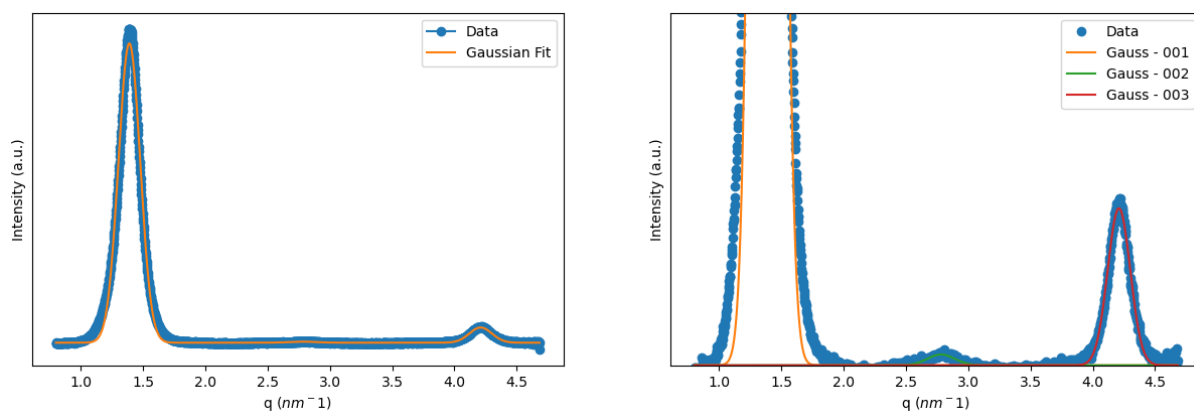 Data
Gaussian Fit
Intensity (a.u.)
1.0 1.5 2.0 2.5 3.0 3.5 4.0 4.5
q (nm⁻1)
Data
Gauss - 001
Gauss - 002
Gauss - 003
Intensity (a.u.)
1.0 1.5 2.0 2.5 3.0 3.5 4.0 4.5
q (nm⁻1)